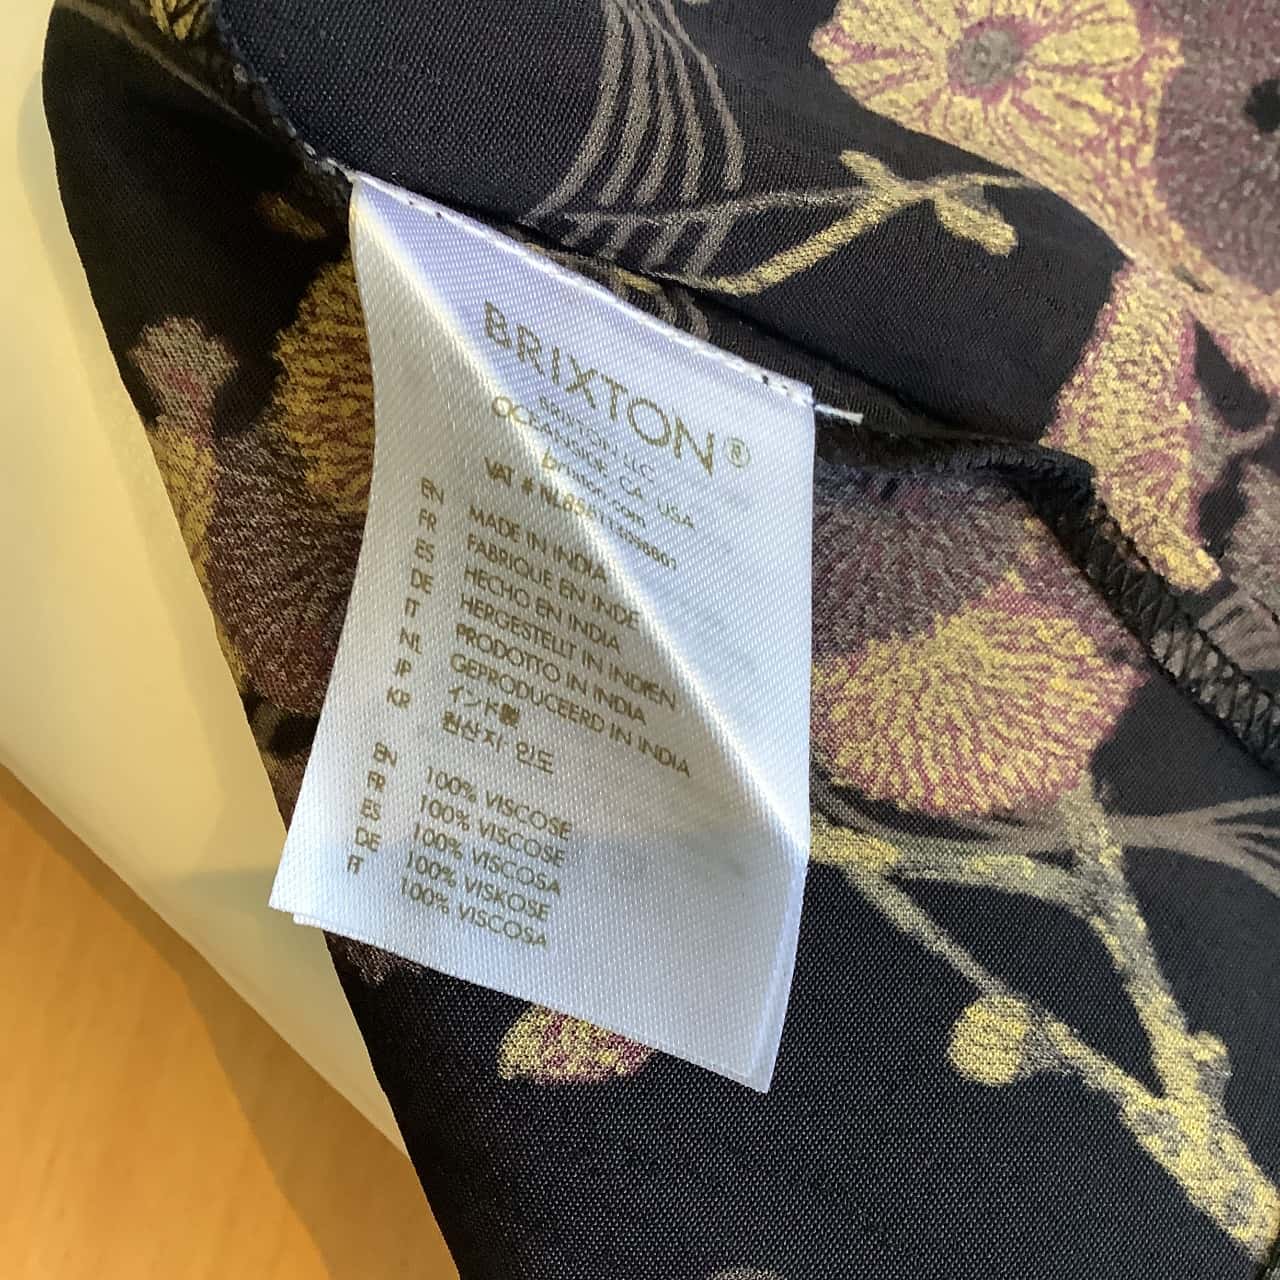 BRIXTON®
BRIXTON LLC
OCEANSIDE, CA, USA
brixton.com
VAT #
EN MADE IN INDIA
FR FABRIQUE EN INDE
ES HECHO EN INDIA
DE HERGESTELLT IN INDIEN
IT PRODOTTO IN INDIA
NL GEPRODUCEERD IN INDIA
JP インド製
KR 원산지: 인도
EN 100% VISCOSE
FR 100% VISCOSE
ES 100% VISCOSA
DE 100% VISKOSE
IT 100% VISCOSA